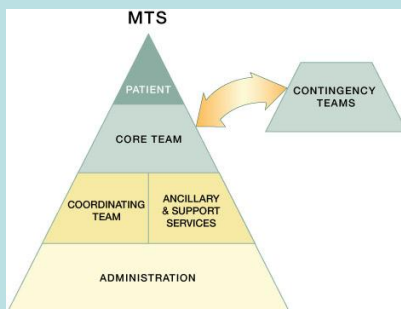 MTS
PATIENT
CONTINGENCY
TEAMS
CORE TEAM
COORDINATING
TEAM
ANCILLARY
& SUPPORT
SERVICES
ADMINISTRATION